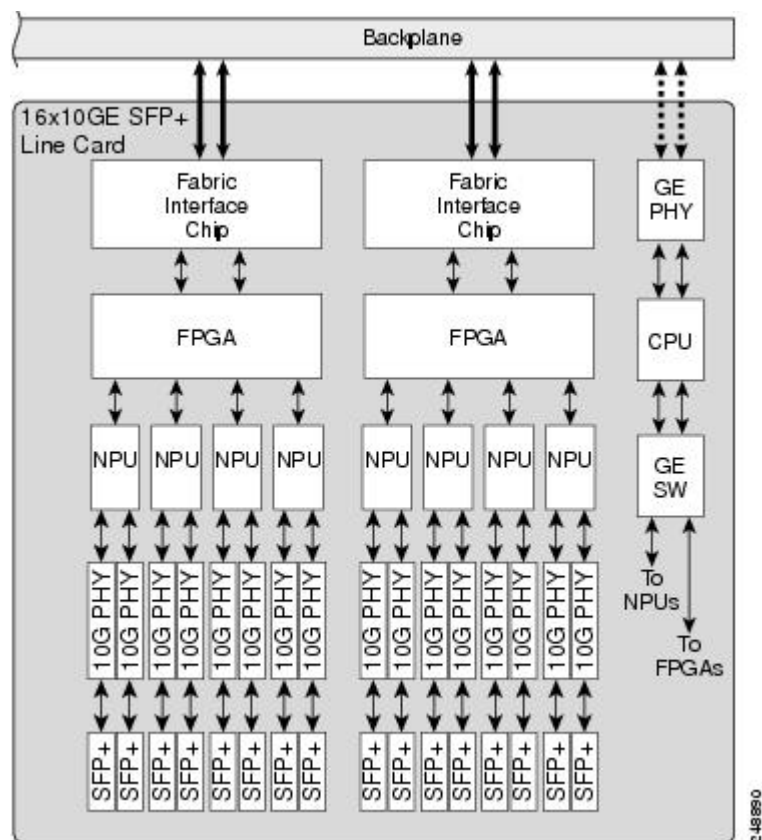 Backplane
16x10GE SFP+
Line Card
Fabric
Interface
Chip
Fabric
Interface
Chip
GE
PHY
FPGA
FPGA
CPU
NPU NPU NPU NPU NPU NPU NPU NPU
GE
SW
10G PHY 10G PHY 10G PHY 10G PHY 10G PHY 10G PHY 10G PHY 10G PHY 10G PHY 10G PHY 10G PHY 10G PHY 10G PHY 10G PHY 10G PHY 10G PHY
To
NPUs
To
FPGAs
SFP+ SFP+ SFP+ SFP+ SFP+ SFP+ SFP+ SFP+ SFP+ SFP+ SFP+ SFP+ SFP+ SFP+ SFP+ SFP+
248890